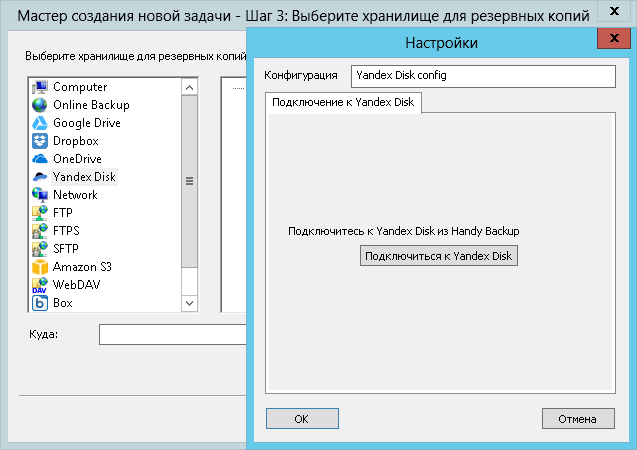 Мастер создания новой задачи - Шаг 3: Выберите хранилище для резервных копий
x
Выберите хранилище для резервных копий
Computer
Online Backup
Google Drive
Dropbox
OneDrive
Yandex Disk
Network
FTP
FTPS
SFTP
Amazon S3
WebDAV
Box
Куда:
Настройки
x
Конфигурация
Yandex Disk config
Подключение к Yandex Disk
Подключитесь к Yandex Disk из Handy Backup
Подключиться к Yandex Disk
OK
Отмена